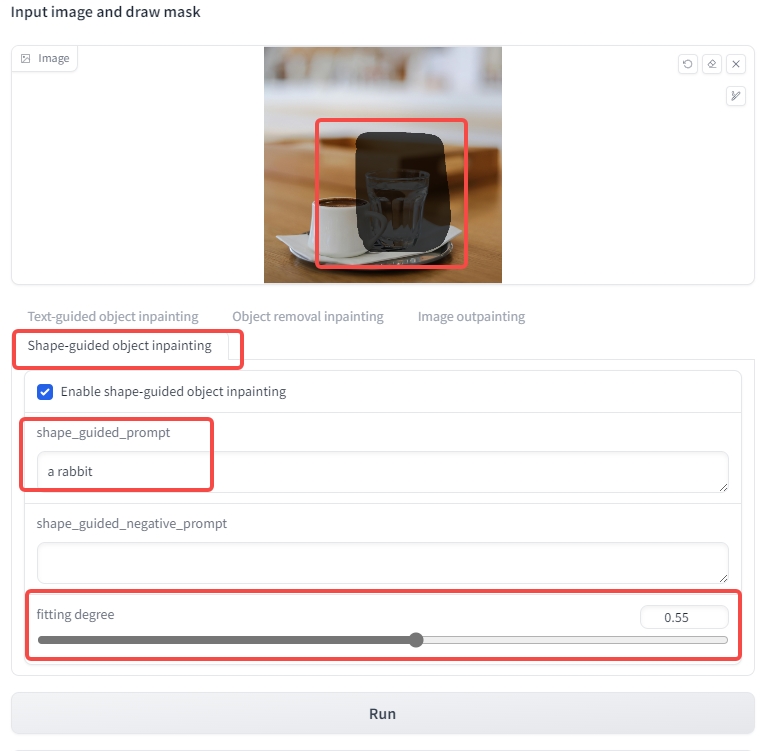 Input image and draw mask
Image
Text-guided object inpainting
Object removal inpainting
Image outpainting
Shape-guided object inpainting
Enable shape-guided object inpainting
shape_guided_prompt
a rabbit
shape_guided_negative_prompt
fitting degree
0.55
Run